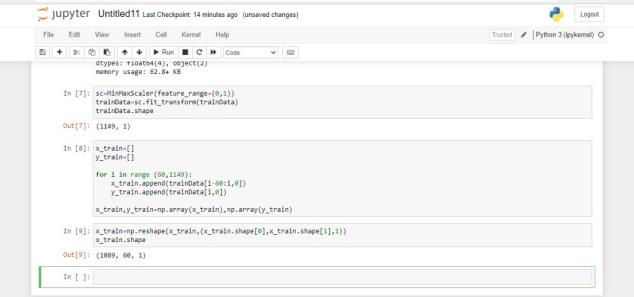 jupyter Untitled11 Last Checkpoint: 14 minutes ago (unsaved changes)
Logout
File Edit View Insert Cell Kernel Help
Trusted Python 3 (ipykernel)
Run Code
dtypes: float64(4), object(2)
memory usage: 62.8+ KB
In [7]: sc=MinMaxScaler(feature_range=(0,1))
trainData=sc.fit_transform(trainData)
trainData.shape
Out[7]: (1149, 1)
In [8]: x_train=[]
y_train=[]
for i in range (60,1149):
x_train.append(trainData[i-60:i,0])
y_train.append(trainData[i,0])
x_train,y_train=np.array(x_train),np.array(y_train)
In [9]: x_train=np.reshape(x_train,(x_train.shape[0],x_train.shape[1],1))
x_train.shape
Out[9]: (1089, 60, 1)
In [ ]: